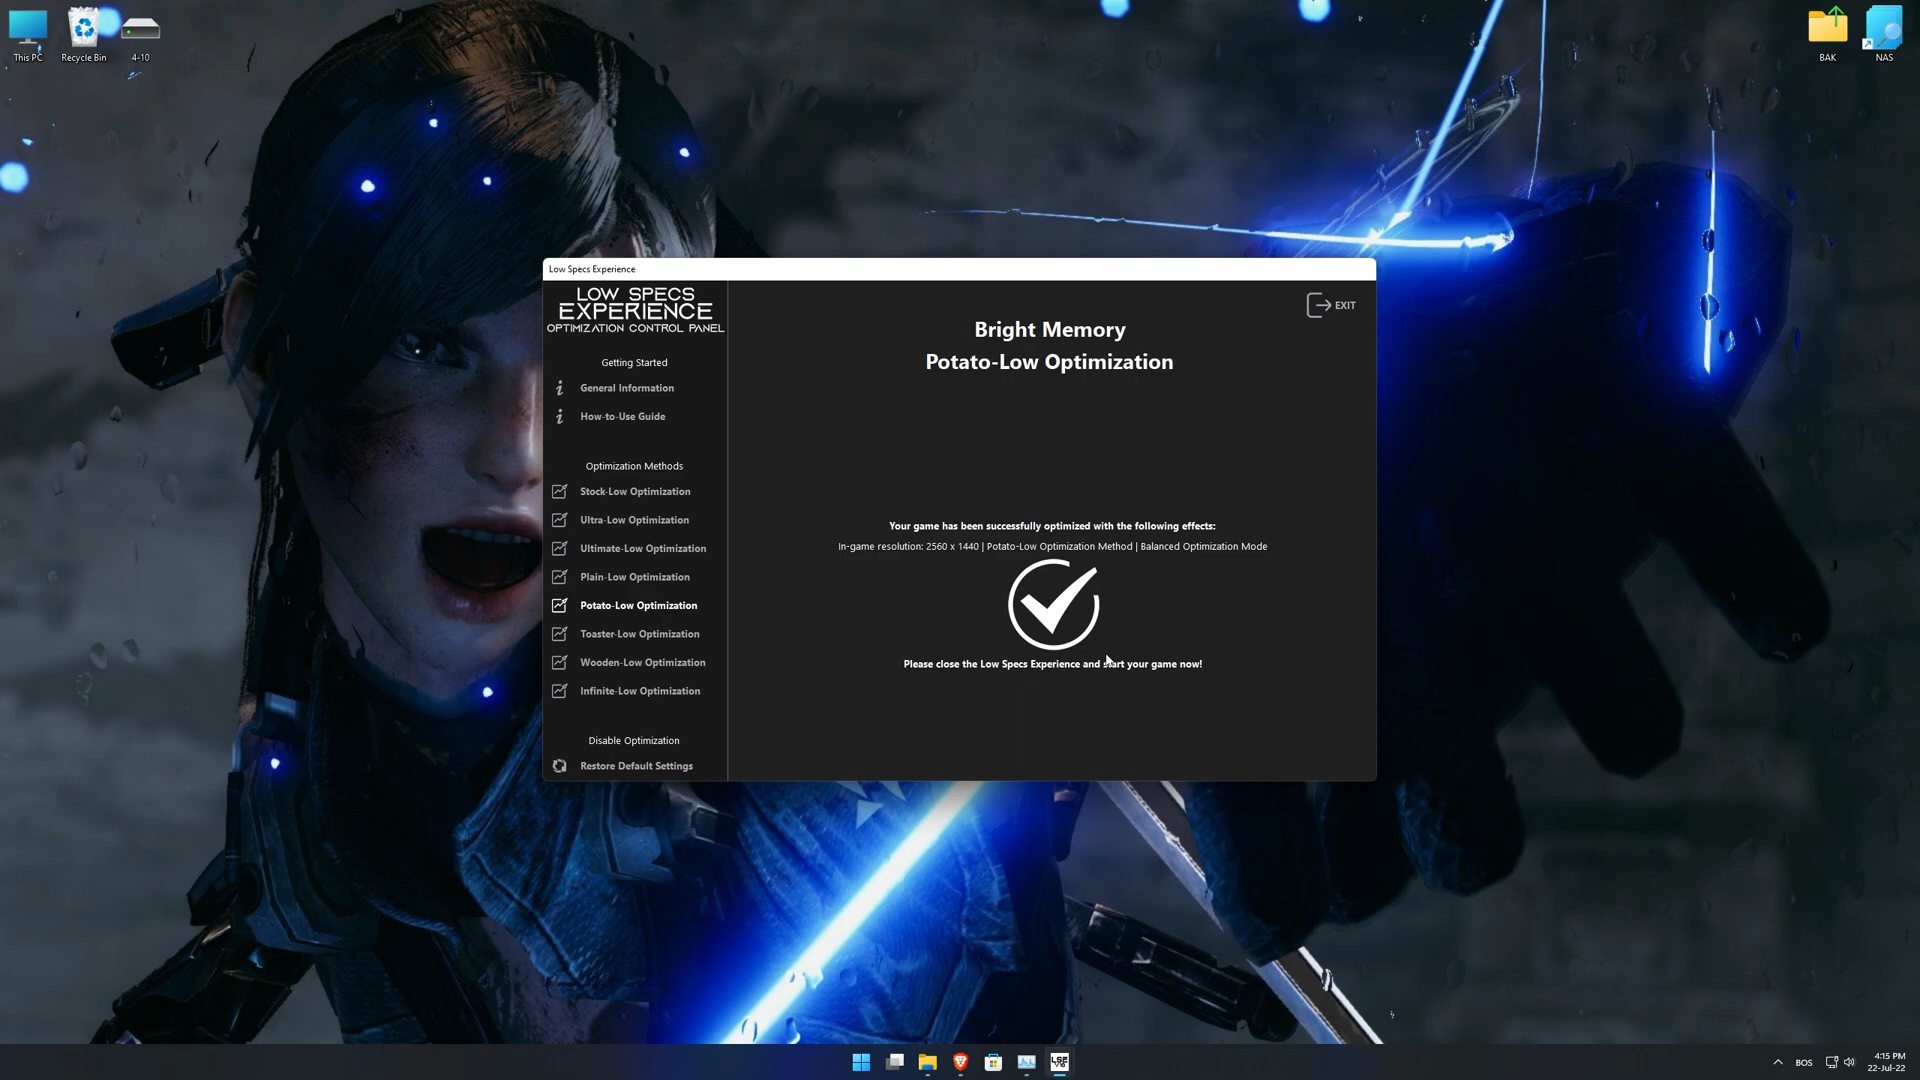 This PC
Recycle Bin
4-10
BAK
NAS
Low Specs Experience
LOW SPECS
EXPERIENCE
OPTIMIZATION CONTROL PANEL
Getting Started
General Information
How-to-Use Guide
Optimization Methods
Stock-Low Optimization
Ultra-Low Optimization
Ultimate-Low Optimization
Plain-Low Optimization
Potato-Low Optimization
Toaster-Low Optimization
Wooden-Low Optimization
Infinite-Low Optimization
Disable Optimization
Restore Default Settings
EXIT
Bright Memory
Potato-Low Optimization
Your game has been successfully optimized with the following effects:
In-game resolution: 2560 x 1440 | Potato-Low Optimization Method | Balanced Optimization Mode
Please close the Low Specs Experience and start your game now!
LSE
BOS
4:15 PM
22-Jul-22